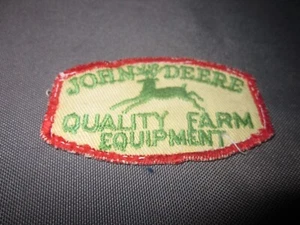 JOHN DEERE
QUALITY FARM
EQUIPMENT